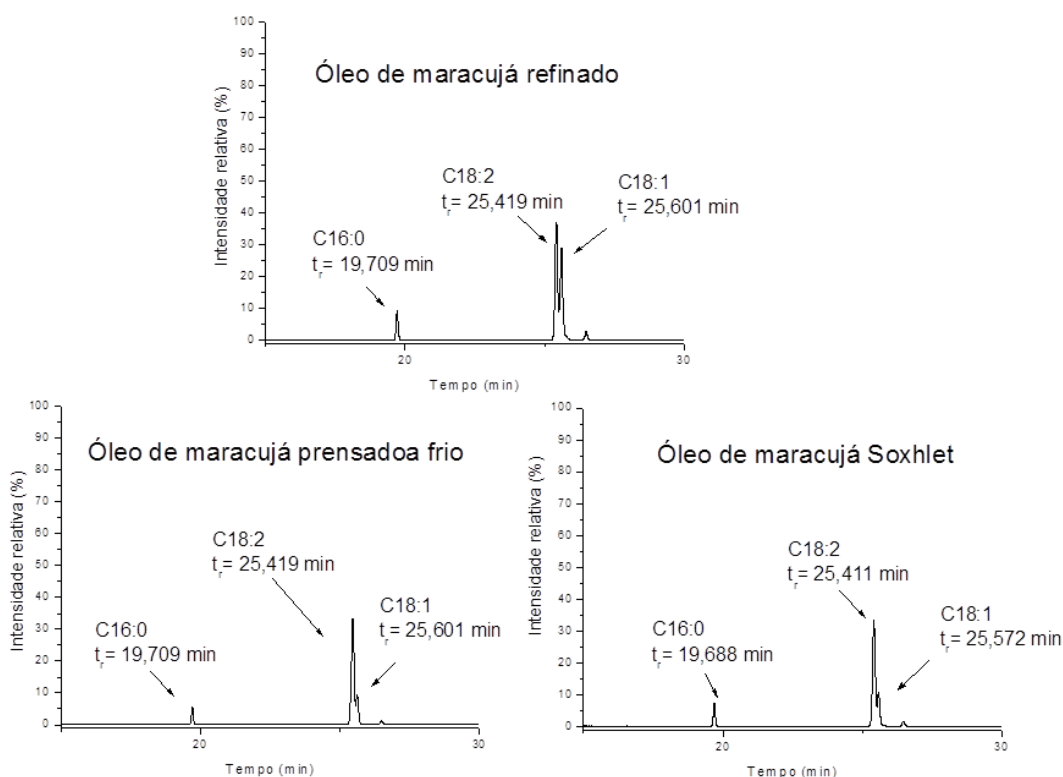 Óleo de maracujá refinado
Intensidade relativa (%)
100
90
80
70
60
50
40
30
20
10
0
C16:0
tr= 19,709 min
C18:2
tr= 25,419 min
C18:1
tr= 25,601 min
20
30
Tempo (min)
Óleo de maracujá prensadoa frio
Intensidade relativa (%)
100
90
80
70
60
50
40
30
20
10
0
C16:0
tr= 19,709 min
C18:2
tr= 25,419 min
C18:1
tr= 25,601 min
20
30
Tempo (min)
Óleo de maracujá Soxhlet
Intensidade relativa (%)
100
90
80
70
60
50
40
30
20
10
0
C16:0
tr= 19,688 min
C18:2
tr= 25,411 min
C18:1
tr= 25,572 min
20
30
Tempo (min)